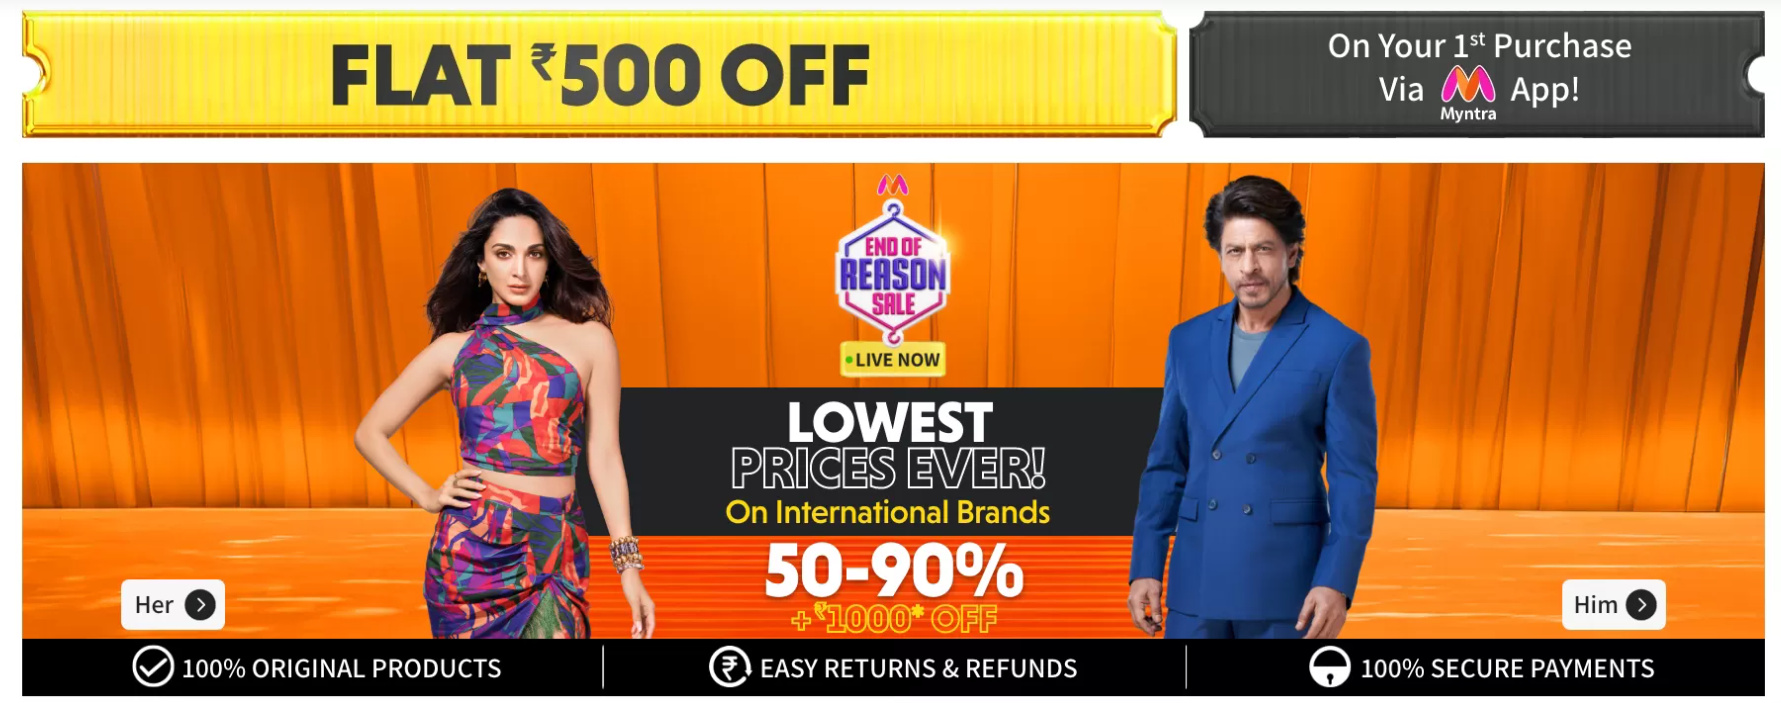 FLAT ₹500 OFF
On Your 1st Purchase
Via Myntra App!
END OF
REASON
SALE
LIVE NOW
LOWEST
PRICES EVER!
On International Brands
50-90%
+₹1000* OFF
Her
Him
100% ORIGINAL PRODUCTS
EASY RETURNS & REFUNDS
100% SECURE PAYMENTS